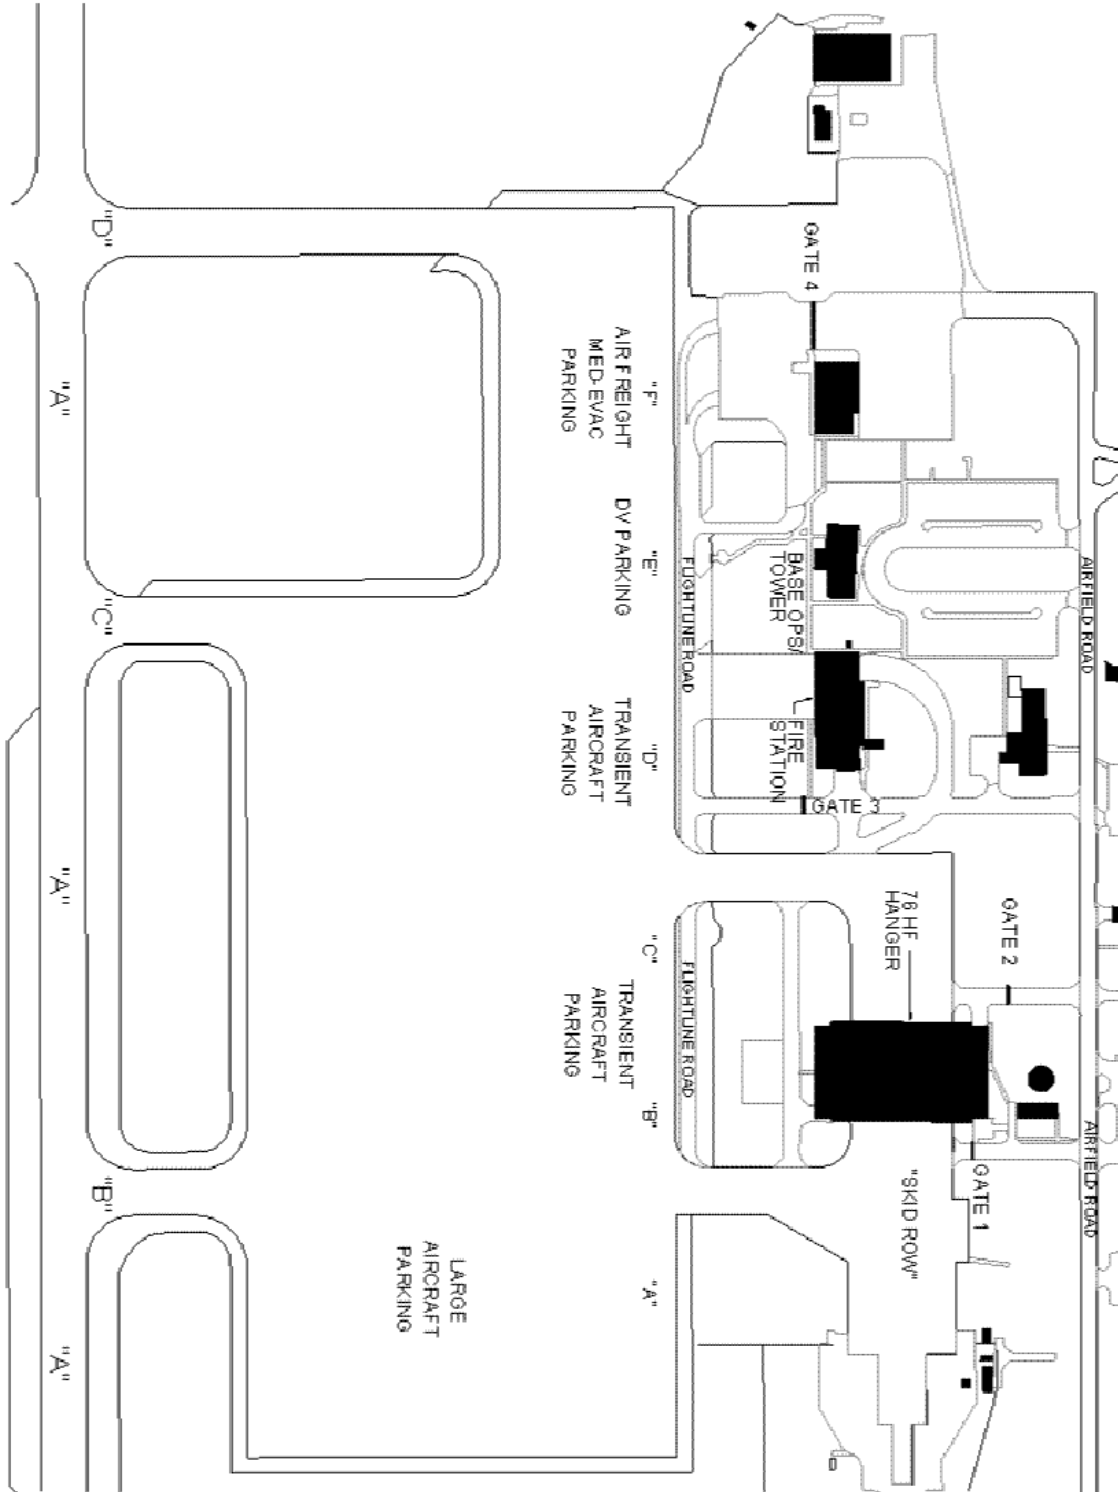 GATE 4
"D"
"A"
"F"
AIR FREIGHT
MED-EVAC
PARKING
"E"
DV PARKING
"C"
FLIGHTLINE ROAD
BASE OPS/
TOWER
AIRFIELD ROAD
"D"
TRANSIENT
AIRCRAFT
PARKING
FIRE
STATION
GATE 3
"A"
"C"
TRANSIENT
AIRCRAFT
PARKING
"B"
FLIGHTLINE ROAD
76 HF
HANGER
GATE 2
GATE 1
AIRFIELD ROAD
"SKID ROW"
"B"
LARGE
AIRCRAFT
PARKING
"A"
"A"